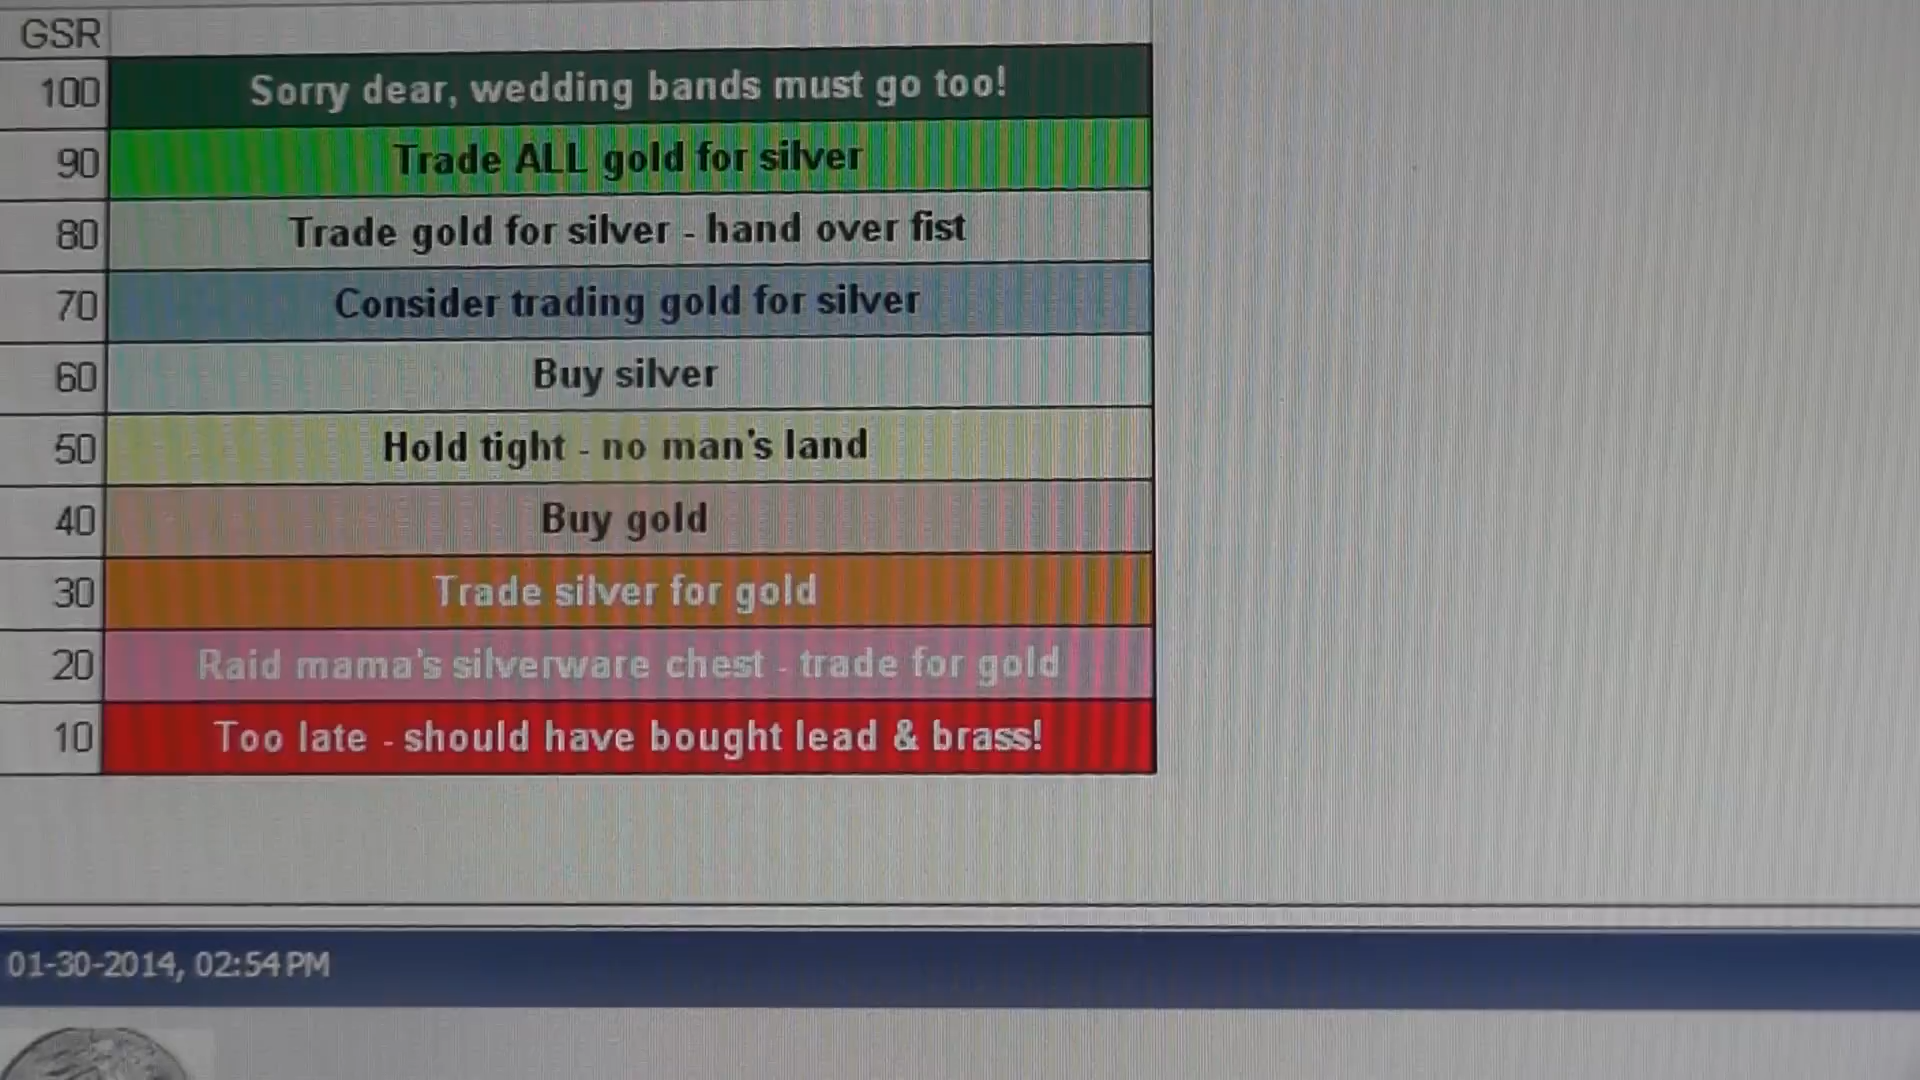 GSR
100 Sorry dear, wedding bands must go too!
90 Trade ALL gold for silver
80 Trade gold for silver - hand over fist
70 Consider trading gold for silver
60 Buy silver
50 Hold tight - no man's land
40 Buy gold
30 Trade silver for gold
20 Raid mama's silverware chest - trade for gold
10 Too late - should have bought lead & brass!
01-30-2014, 02:54 PM